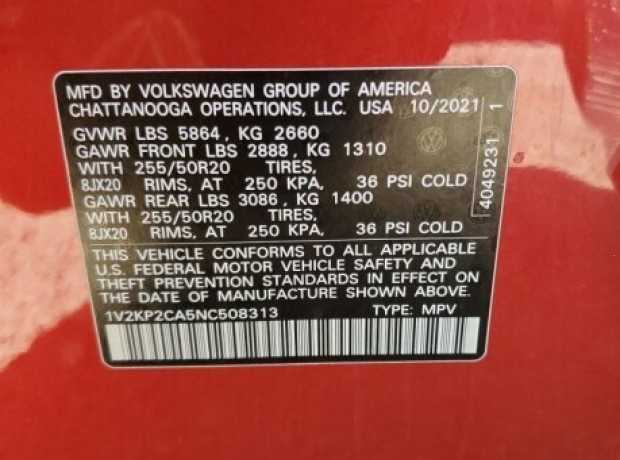 MFD BY VOLKSWAGEN GROUP OF AMERICA
CHATTANOOGA OPERATIONS, LLC. USA 10/2021
GVWR LBS 5864, KG 2660
GAWR FRONT LBS 2888, KG 1310
WITH 255/50R20 TIRES,
8JX20 RIMS, AT 250 KPA, 36 PSI COLD
GAWR REAR LBS 3086, KG 1400
WITH 255/50R20 TIRES,
8JX20 RIMS, AT 250 KPA, 36 PSI COLD
THIS VEHICLE CONFORMS TO ALL APPLICABLE
U.S. FEDERAL MOTOR VEHICLE SAFETY AND
THEFT PREVENTION STANDARDS IN EFFECT ON
THE DATE OF MANUFACTURE SHOWN ABOVE.
1V2KP2CA5NC508313 TYPE: MPV
4049231 1